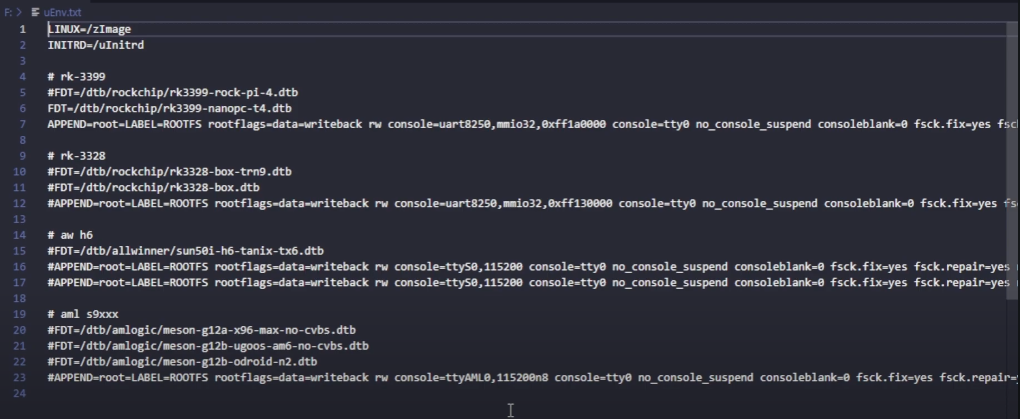 F: > uEnv.txt
1 LINUX=/zImage
2 INITRD=/uInitrd
3
4 # rk-3399
5 #FDT=/dtb/rockchip/rk3399-rock-pi-4.dtb
6 FDT=/dtb/rockchip/rk3399-nanopc-t4.dtb
7 APPEND=root=LABEL=ROOTFS rootflags=data=writeback rw console=uart8250,mmio32,0xff1a0000 console=tty0 no_console_suspend consoleblank=0 fsck.fix=yes fsc
8
9 # rk-3328
10 #FDT=/dtb/rockchip/rk3328-box-trn9.dtb
11 #FDT=/dtb/rockchip/rk3328-box.dtb
12 #APPEND=root=LABEL=ROOTFS rootflags=data=writeback rw console=uart8250,mmio32,0xff130000 console=tty0 no_console_suspend consoleblank=0 fsck.fix=yes fs
13
14 # aw h6
15 #FDT=/dtb/allwinner/sun50i-h6-tanix-tx6.dtb
16 #APPEND=root=LABEL=ROOTFS rootflags=data=writeback rw console=ttyS0,115200 console=tty0 no_console_suspend consoleblank=0 fsck.fix=yes fsck.repair=yes
17 #APPEND=root=LABEL=ROOTFS rootflags=data=writeback rw console=ttyS0,115200 console=tty0 no_console_suspend consoleblank=0 fsck.fix=yes fsck.repair=yes
18
19 # aml s9xxx
20 #FDT=/dtb/amlogic/meson-g12a-x96-max-no-cvbs.dtb
21 #FDT=/dtb/amlogic/meson-g12b-ugoos-am6-no-cvbs.dtb
22 #FDT=/dtb/amlogic/meson-g12b-odroid-n2.dtb
23 #APPEND=root=LABEL=ROOTFS rootflags=data=writeback rw console=ttyAML0,115200n8 console=tty0 no_console_suspend consoleblank=0 fsck.fix=yes fsck.repair=
24